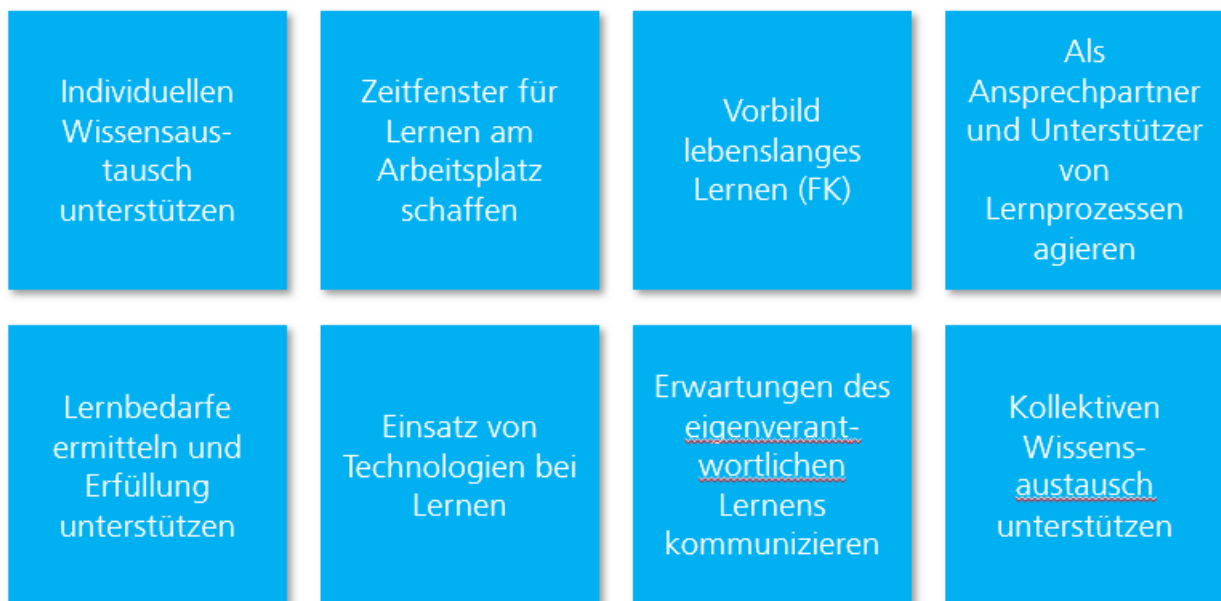 Individuellen
Wissensaus-
tausch
unterstützen
Zeitfenster für
Lernen am
Arbeitsplatz
schaffen
Vorbild
lebenslanges
Lernen (FK)
Als
Ansprechpartner
und Unterstützer
von
Lernprozessen
agieren
Lernbedarfe
ermitteln und
Erfüllung
unterstützen
Einsatz von
Technologien bei
Lernen
Erwartungen des
eigenverant-
wortlichen
Lernens
kommunizieren
Kollektiven
Wissens-
austausch
unterstützen